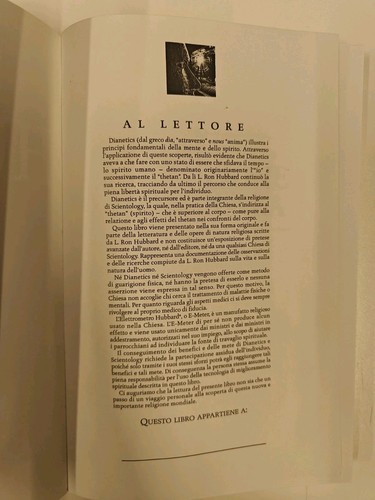 AL LETTORE
Dianetics (dal greco dia, "attraverso" e nous "anima") illustra i
principi fondamentali della mente e dello spirito. Attraverso
l'applicazione di queste scoperte, risultò evidente che Dianetics
aveva a che fare con uno stato di essere che sfidava il tempo –
lo spirito umano – denominato originariamente l'"io" e
successivamente il "thetan". Da lì L. Ron Hubbard continuò la
sua ricerca, tracciando da ultimo il percorso che conduce alla
piena libertà spirituale per l'individuo.
Dianetics è il precursore ed è parte integrante della religione
di Scientology, la quale, nella pratica della Chiesa, s'indirizza al
"thetan" (spirito) – che è superiore al corpo – come pure alla
relazione e agli effetti del thetan nei confronti del corpo.
Questo libro viene presentato nella sua forma originale e fa
parte della letteratura e delle opere di natura religiosa scritte
da L. Ron Hubbard e non costituisce un'esposizione di pretese
avanzate dall'autore, né dall'editore, né da una qualsiasi Chiesa di
Scientology. Rappresenta una documentazione delle osservazioni
e delle ricerche compiute da L. Ron Hubbard sulla vita e sulla
natura dell'uomo.
Né Dianetics né Scientology vengono offerte come metodo
di guarigione fisica, né hanno la pretesa di esserlo e nessuna
asserzione viene espressa in tal senso. Per questo motivo, la
Chiesa non accoglie chi cerca il trattamento di malattie fisiche o
mentali. Per quanto riguarda gli aspetti medici ci si deve sempre
rivolgere al proprio medico di fiducia.
L'Elettrometro Hubbard®, o E-Meter, è un manufatto religioso
usato nella Chiesa. L'E-Meter di per sé non produce alcun
effetto e viene usato unicamente dai ministri e dai ministri in
addestramento, autorizzati nel suo impiego, allo scopo di aiutare
i parrocchiani ad individuare la fonte di travaglio spirituale.
Il conseguimento dei benefici e delle mete di Dianetics e
Scientology richiede la partecipazione assidua dell'individuo,
poiché solo tramite i suoi stessi sforzi potrà egli raggiungere tali
benefici e tali mete. Di conseguenza la persona stessa assume la
piena responsabilità per l'uso della tecnologia di miglioramento
spirituale descritta in questo libro.
Ci auguriamo che la lettura del presente libro non sia che un
passo di un viaggio personale alla scoperta di questa nuova e
importante religione mondiale.
QUESTO LIBRO APPARTIENE A: